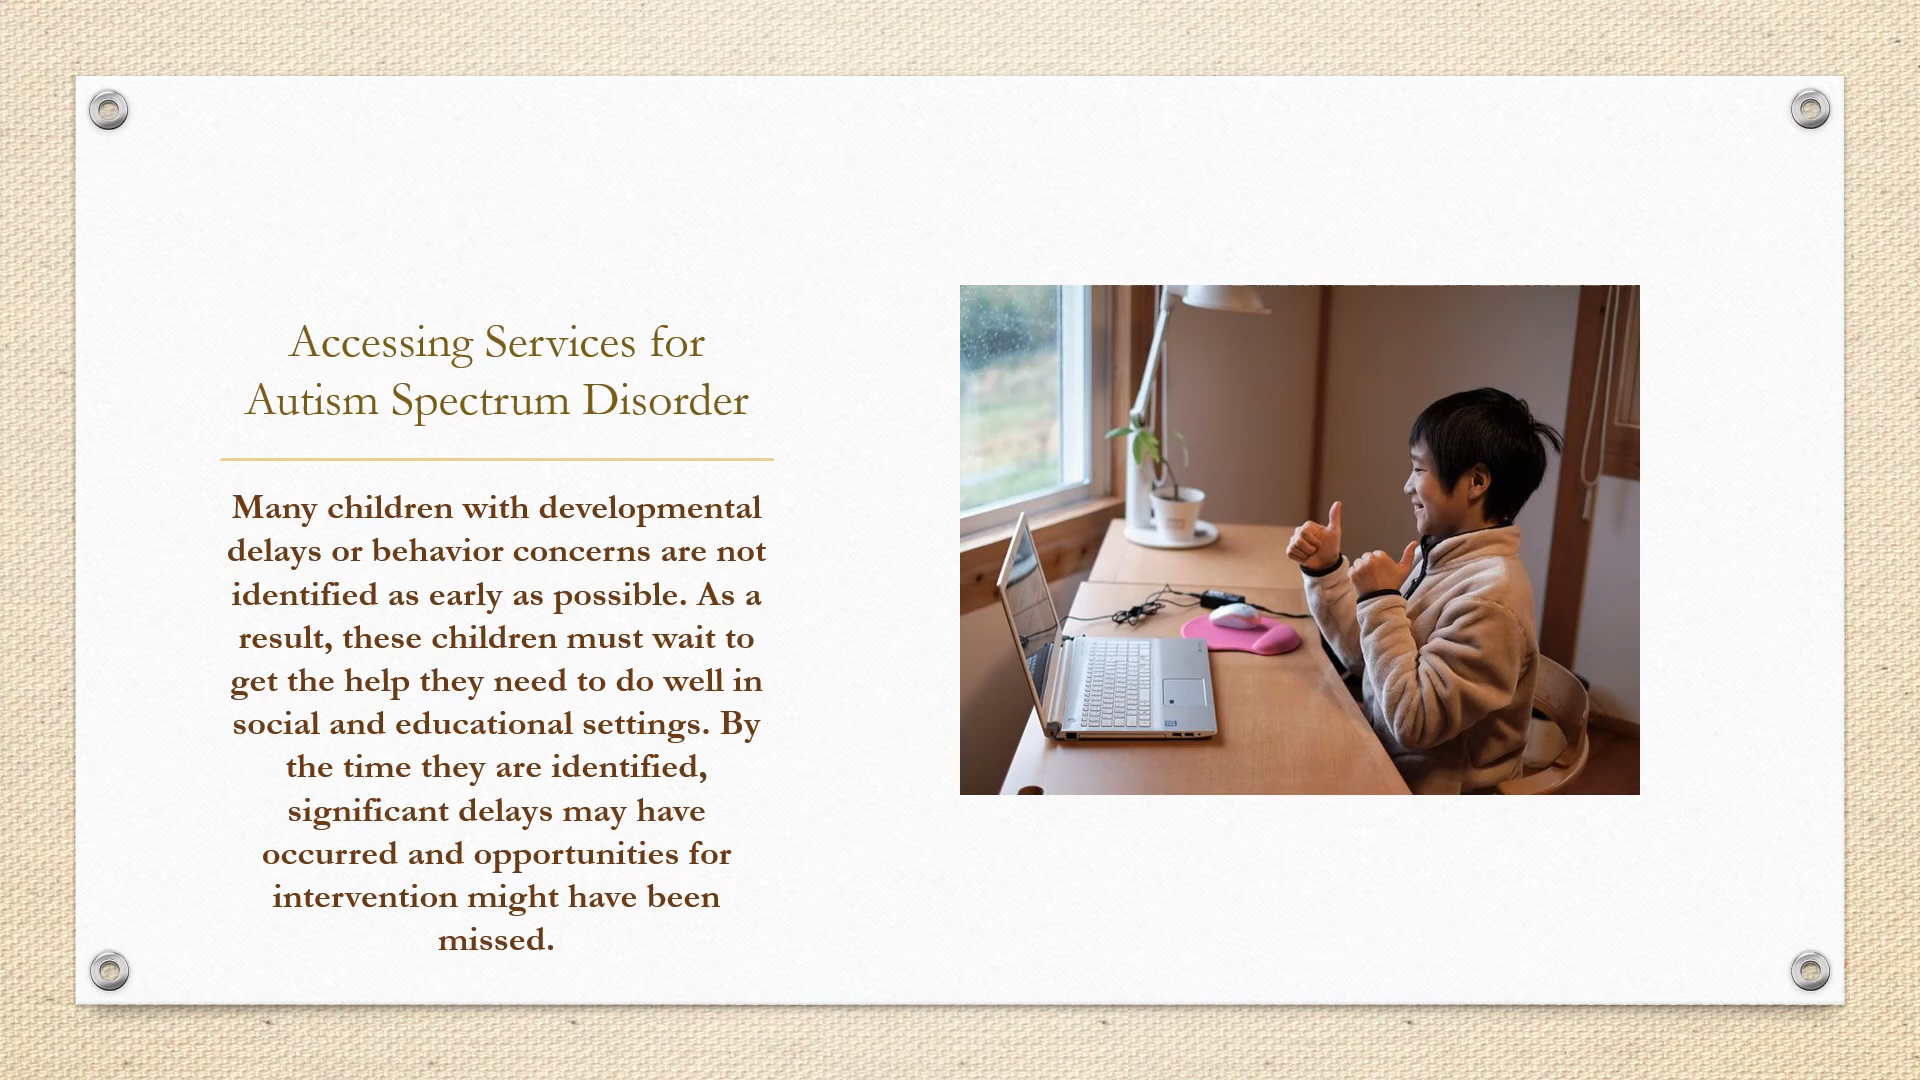 Accessing Services for
Autism Spectrum Disorder
Many children with developmental
delays or behavior concerns are not
identified as early as possible. As a
result, these children must wait to
get the help they need to do well in
social and educational settings. By
the time they are identified,
significant delays may have
occurred and opportunities for
intervention might have been
missed.